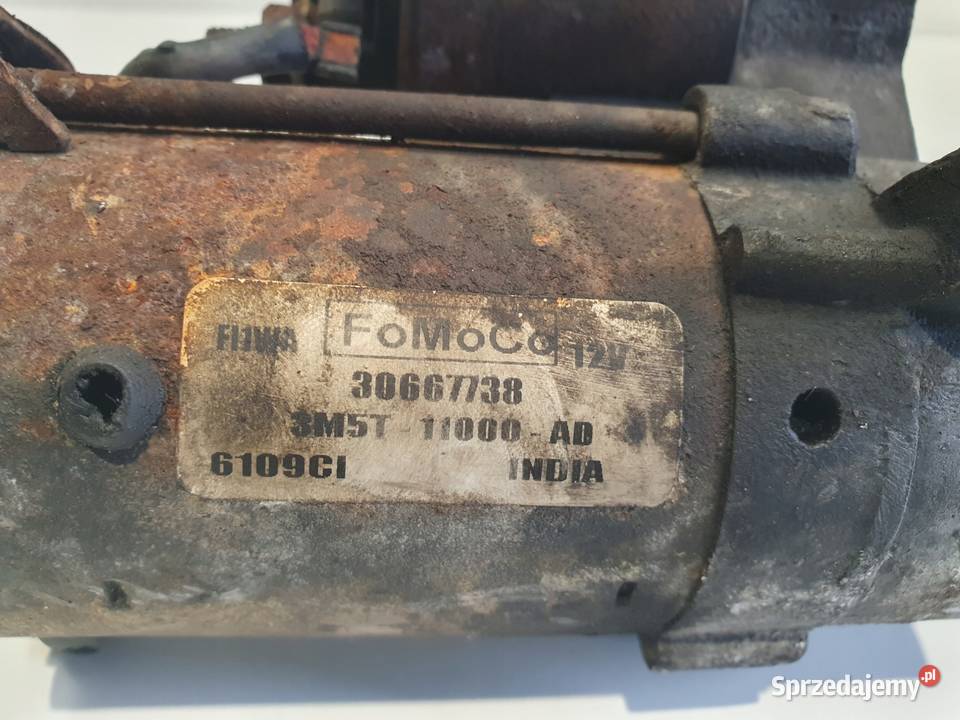 FoMoCo 12V
30667738
3M5T-11000-AD
6109CI INDIA
Sprzedajemy.pl